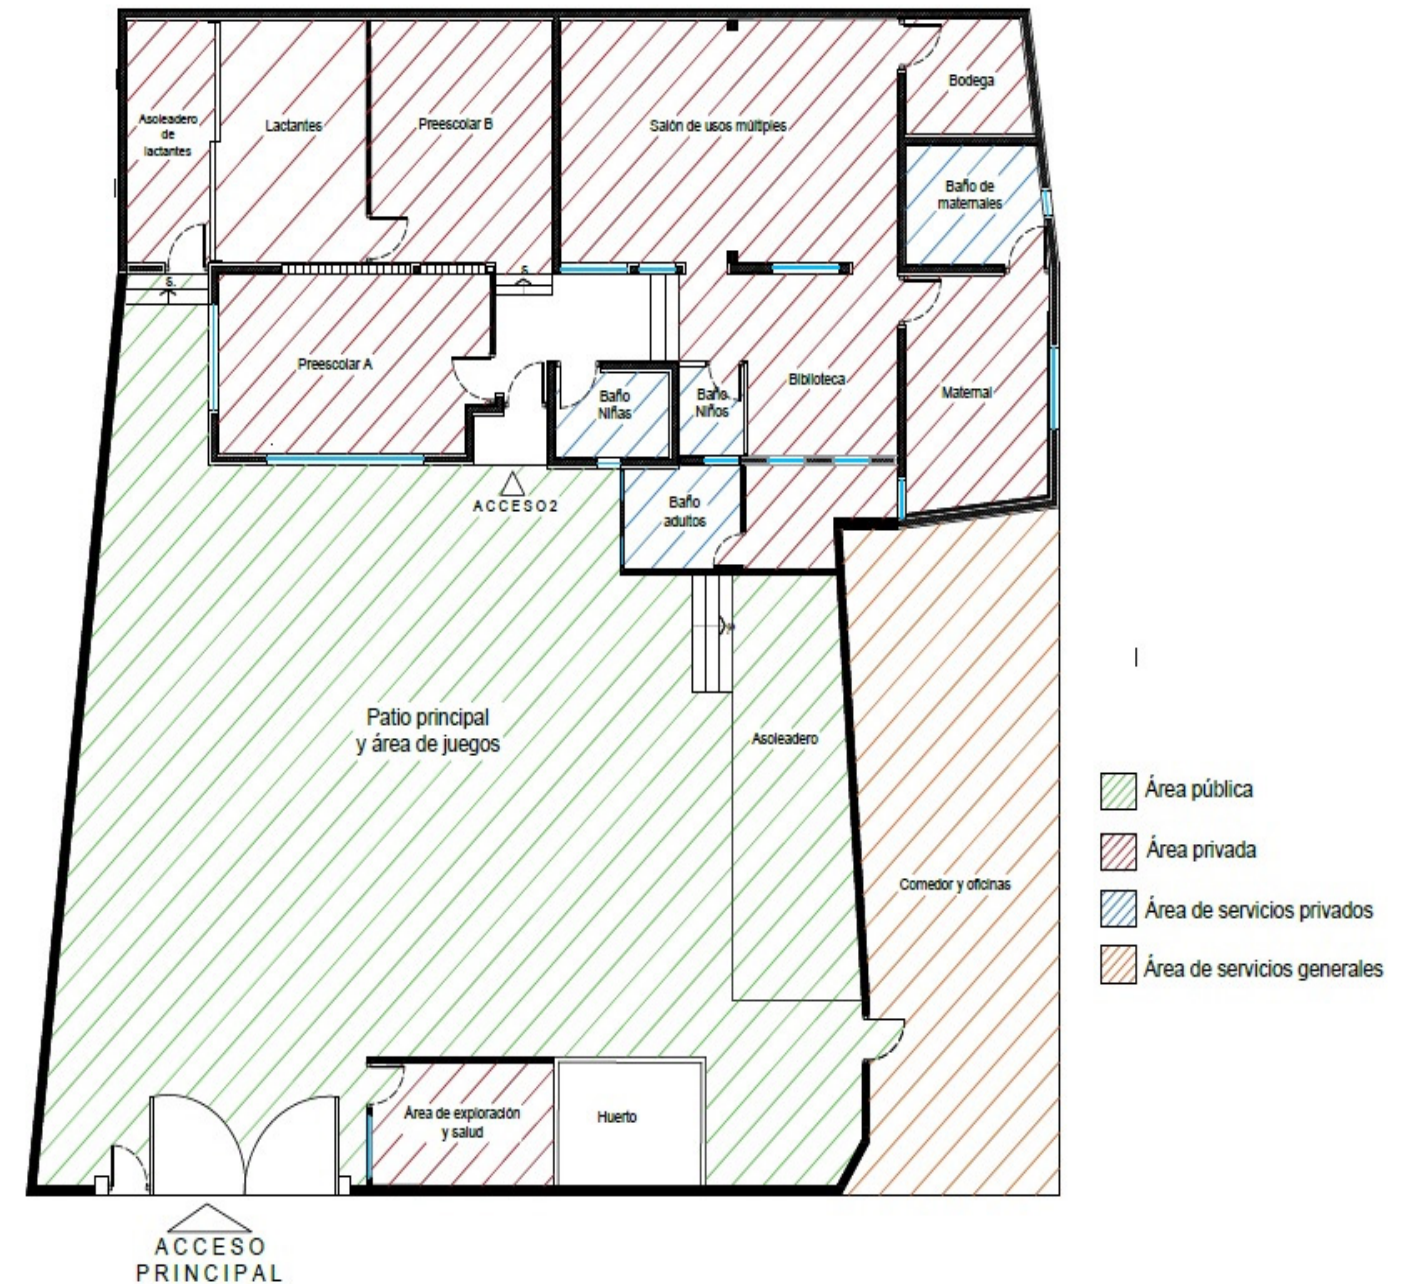 Asoleadero
de
lactantes
Lactantes
Preescolar B
Salón de usos múltiples
Bodega
Baño de
maternales
S.
S.
Preescolar A
Baño
Niñas
Baño
Niños
Biblioteca
Maternal
ACCESO 2
Baño
adultos
Patio principal
y área de juegos
Asoleadero
Comedor y oficinas
Área pública
Área privada
Área de servicios privados
Área de servicios generales
Área de exploración
y salud
Huerto
ACCESO
PRINCIPAL